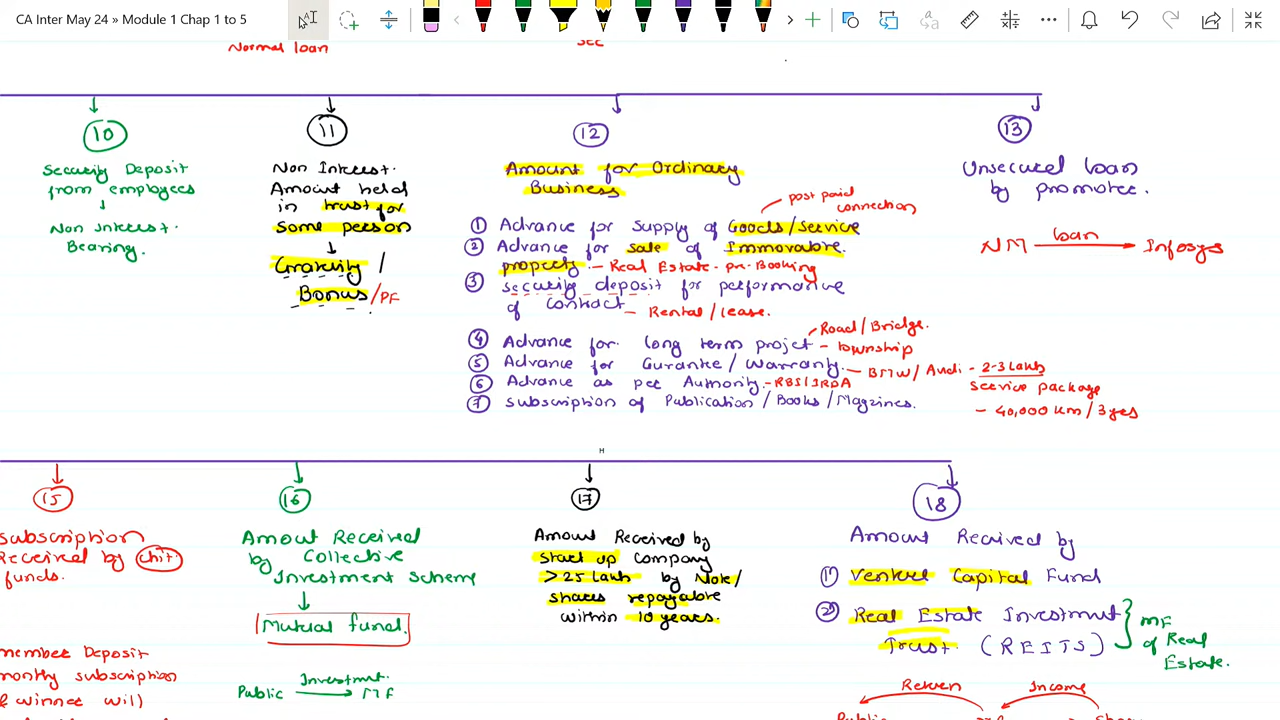 CA Inter May 24 » Module 1 Chap 1 to 5
Normal loan
sec
10
Security Deposit
from employees
Non Interest.
Bearing.
11
Non Interest.
Amount held
in trust for
some person
Gratuity /
Bonus /PF
12
Amount for Ordinary
Business
post paid
connection
① Advance for supply of Goods/Service
② Advance for sale of Immovable
property - Real Estate - pre-Booking
③ security deposit for performance
of contract - Rental/lease.
④ Advance for long term projet - Road/Bridge.
- township
⑤ Advance for Gurantee/Warranty - BMW/Audi - 2-3 Lakhs
service package
- 40,000 km/3 yrs
⑥ Advance as per Authority - RBI/IRDA
⑦ subscription of Publication/Books/Magzines.
13
Unsecured loan
by promoter.
NM loan Infosys
15
subscription
Received by chit
funds.
member Deposit
monthly subscription
& winner will
16
Amout Received
by Collective
Investment scheme
Mutual fund.
Public Investment MF
17
Amount Received by
start up company
>25 Lakhs by Note/
shares repayable
within 10 years.
18
Amount Recived by
① Venture Capital Fund
② Real Estate Investmnt
Trust. (REITS)
MF
of Real
Estate.
Return Income
Public